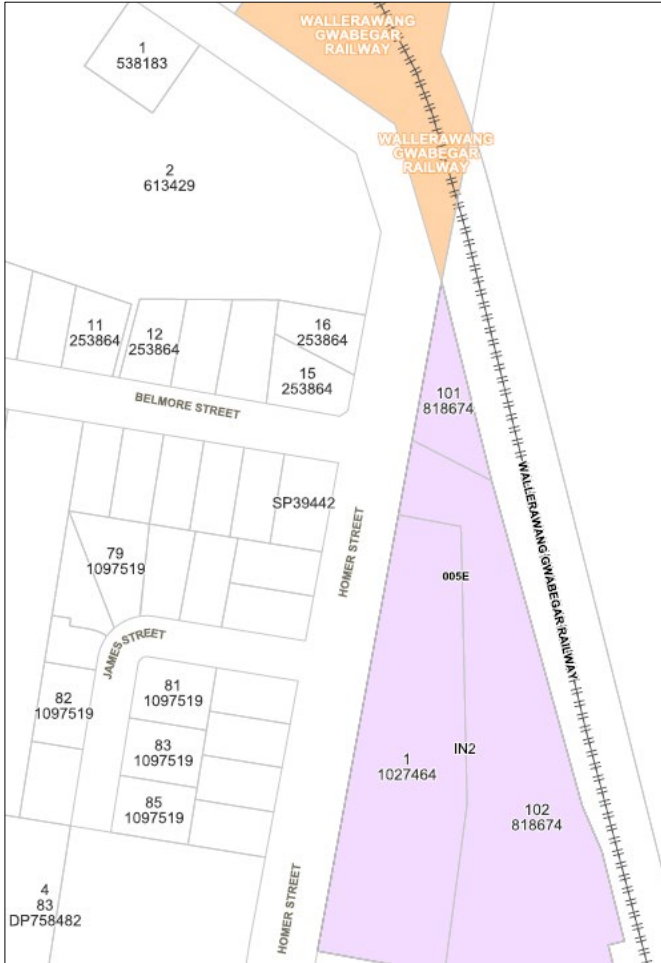 WALLERAWANG
GWABEGAR
RAILWAY
1
538183
WALLERAWANG
GWABEGAR
RAILWAY
2
613429
11
253864
12
253864
16
253864
15
253864
BELMORE STREET
101
818674
SP39442
HOMER STREET
WALLERAWANG GWABEGAR RAILWAY
79
1097519
005E
JAMES STREET
81
1097519
82
1097519
83
1097519
85
1097519
1
1027464
IN2
102
818674
4
83
DP758482
HOMER STREET